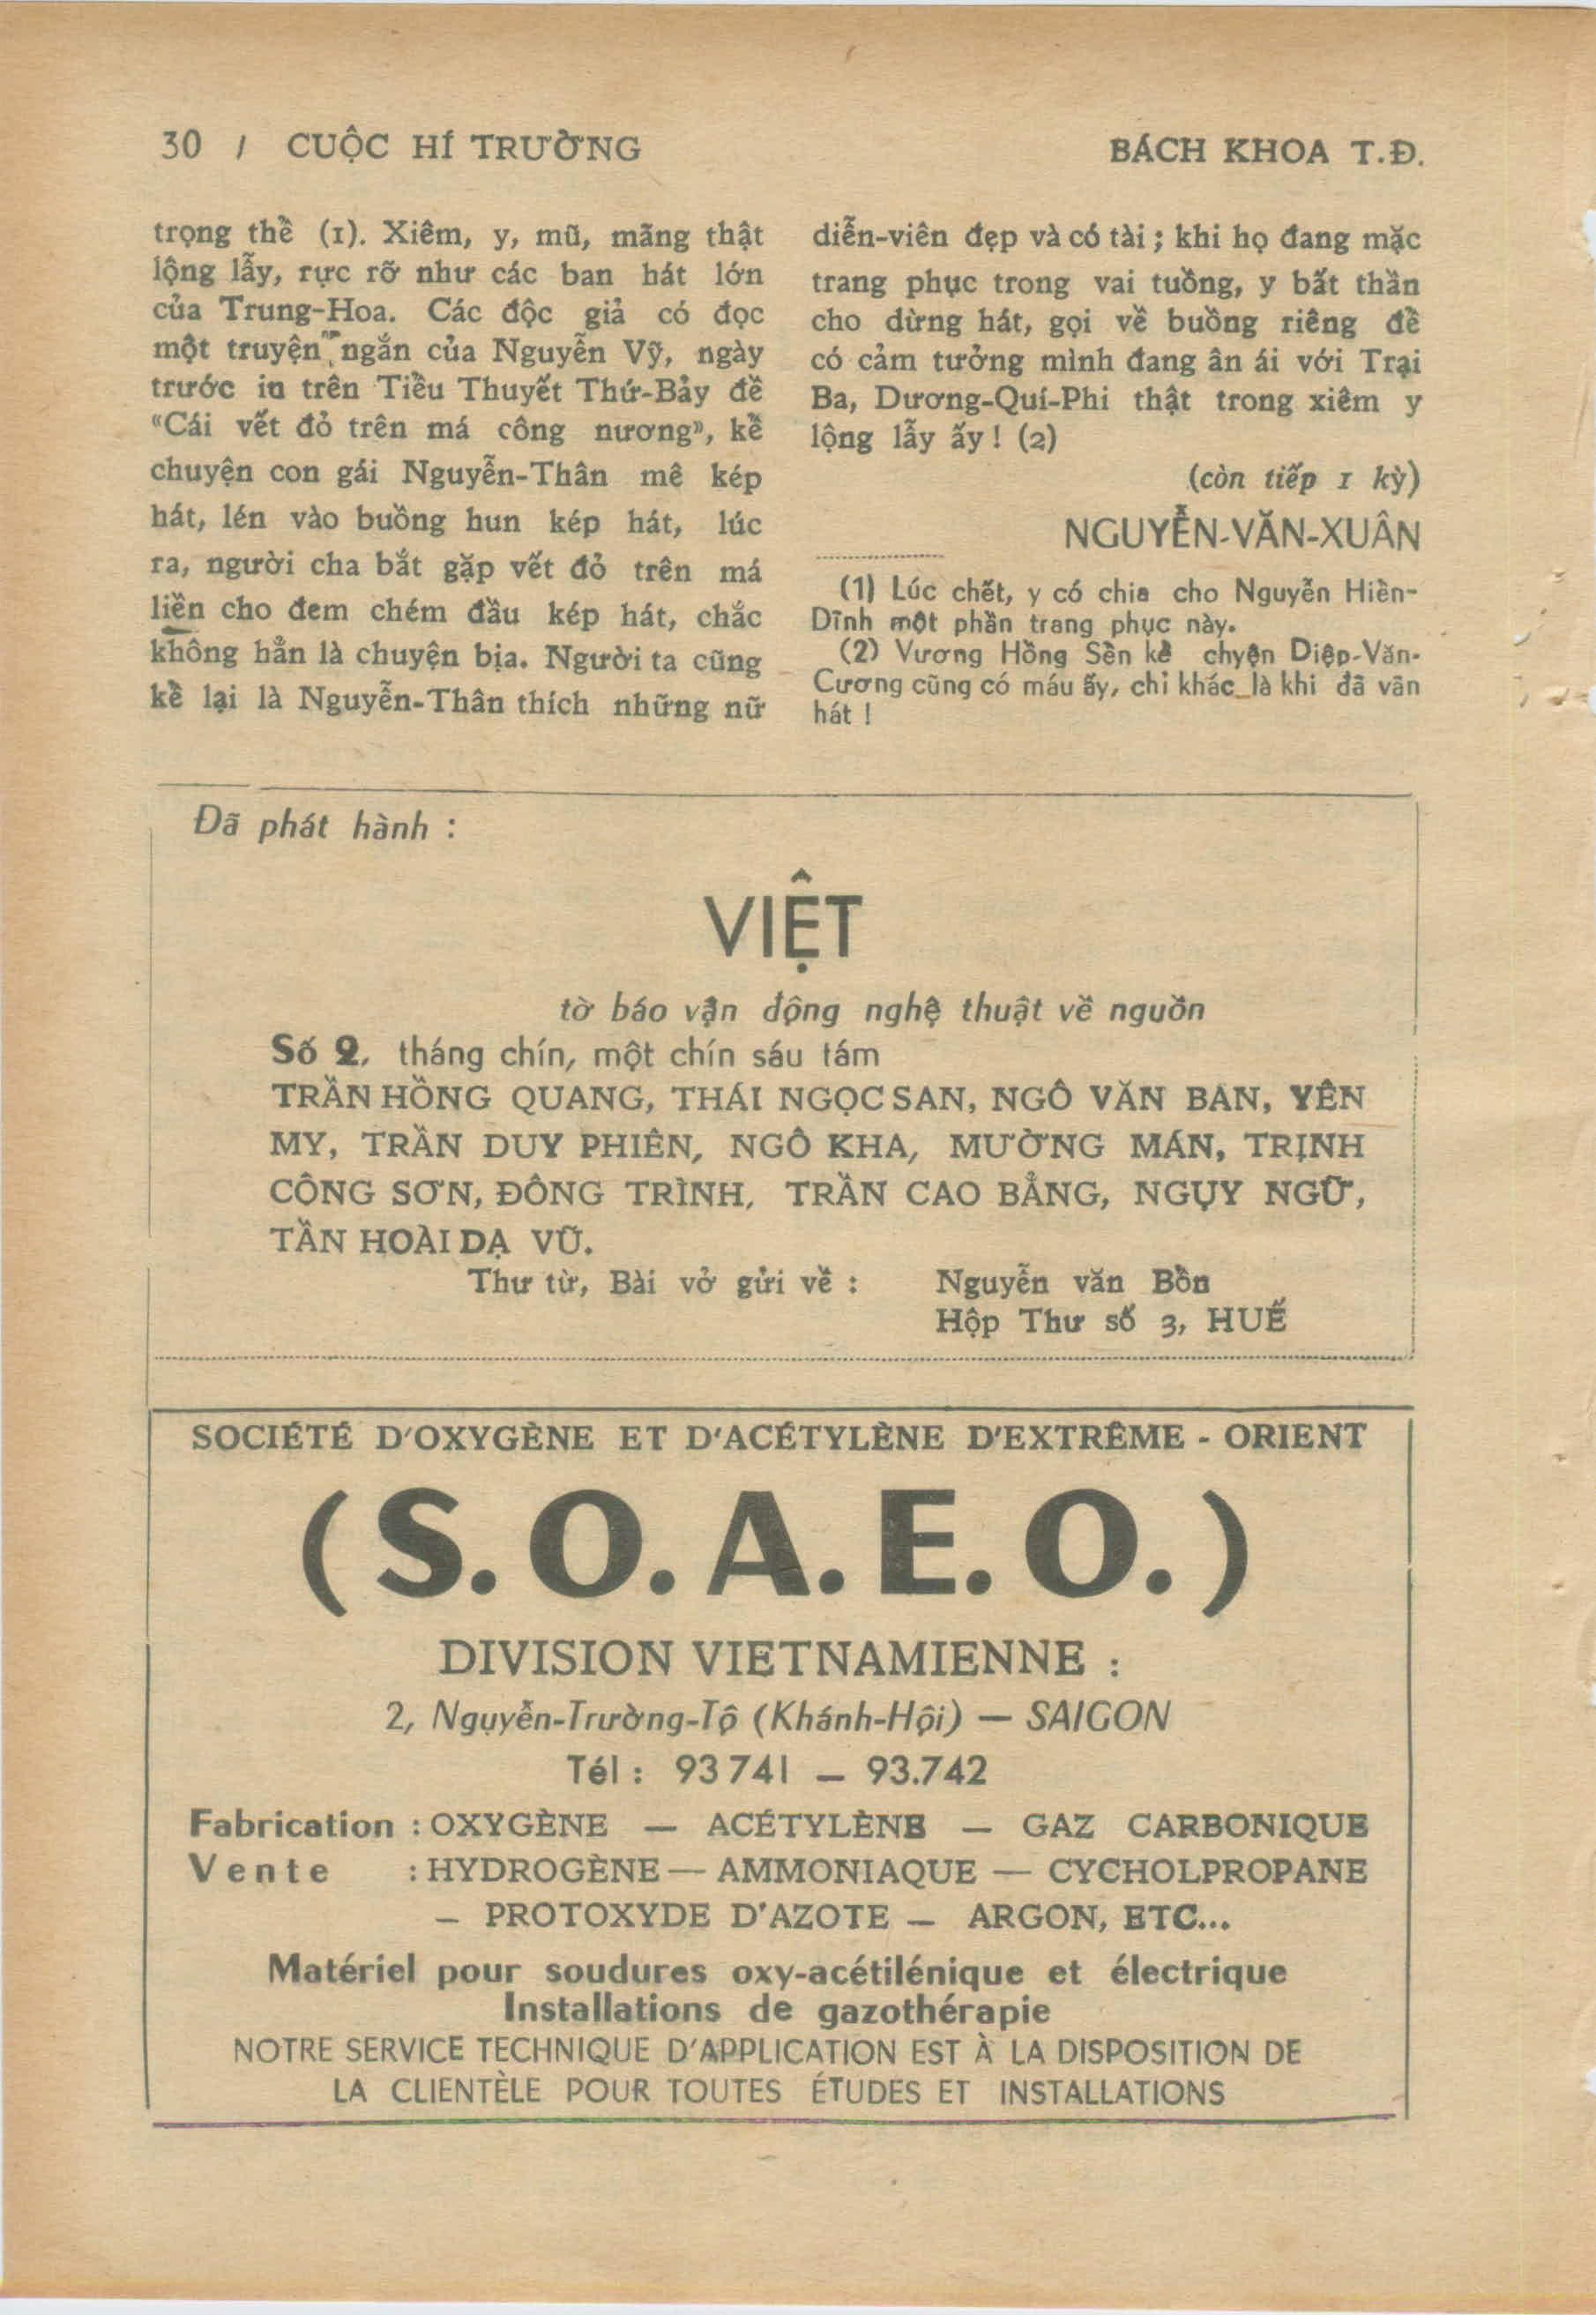 30 / CUỘC HÍ TRƯỜNG
BÁCH KHOA T.Đ.
trọng thể (1). Xiêm, y, mũ, mãng thật
lộng lẫy, rực rỡ như các ban hát lớn
của Trung-Hoa. Các độc giả có đọc
một truyện ngắn của Nguyễn Vỹ, ngày
trước in trên Tiểu Thuyết Thứ-Bảy đề
«Cái vết đỏ trên má công nương», kể
chuyện con gái Nguyễn-Thân mê kép
hát, lén vào buồng hun kép hát, lúc
ra, người cha bắt gặp vết đỏ trên má
liền cho đem chém đầu kép hát, chắc
không hẳn là chuyện bịa. Người ta cũng
kể lại là Nguyễn-Thân thích những nữ
diễn-viên đẹp và có tài ; khi họ đang mặc
trang phục trong vai tuồng, y bất thần
cho dừng hát, gọi về buồng riêng để
có cảm tưởng mình đang ân ái với Trại
Ba, Dương-Quí-Phi thật trong xiêm y
lộng lẫy ấy ! (2)
(còn tiếp 1 kỳ)
NGUYỄN-VĂN-XUÂN
(1) Lúc chết, y có chia cho Nguyễn Hiển-
Dĩnh một phần trang phục này.
(2) Vương Hồng Sển kể chyện Diệp-Văn-
Cương cũng có máu ấy, chỉ khác là khi đã vãn
hát !
Đã phát hành :
VIỆT
tờ báo vận động nghệ thuật về nguồn
Số 2, tháng chín, một chín sáu tám
TRẦN HỒNG QUANG, THÁI NGỌC SAN, NGÔ VĂN BAN, YÊN
MY, TRẦN DUY PHIÊN, NGÔ KHA, MƯỜNG MÁN, TRỊNH
CÔNG SƠN, ĐÔNG TRÌNH, TRẦN CAO BẰNG, NGỤY NGỮ,
TẦN HOÀI DẠ VŨ.
Thư từ, Bài vở gửi về : Nguyễn văn Bồn
Hộp Thư số 3, HUẾ
SOCIÉTÉ D'OXYGÈNE ET D'ACÉTYLÈNE D'EXTRÊME - ORIENT
(S.O.A.E.O.)
DIVISION VIETNAMIENNE :
2, Nguyễn-Trường-Tộ (Khánh-Hội) — SAIGON
Tél : 93 741 — 93.742
Fabrication : OXYGÈNE — ACÉTYLÈNE — GAZ CARBONIQUE
Vente : HYDROGÈNE — AMMONIAQUE — CYCHOLPROPANE
— PROTOXYDE D'AZOTE — ARGON, ETC...
Matériel pour soudures oxy-acétilénique et électrique
Installations de gazothérapie
NOTRE SERVICE TECHNIQUE D'APPLICATION EST À LA DISPOSITION DE
LA CLIENTÈLE POUR TOUTES ÉTUDES ET INSTALLATIONS